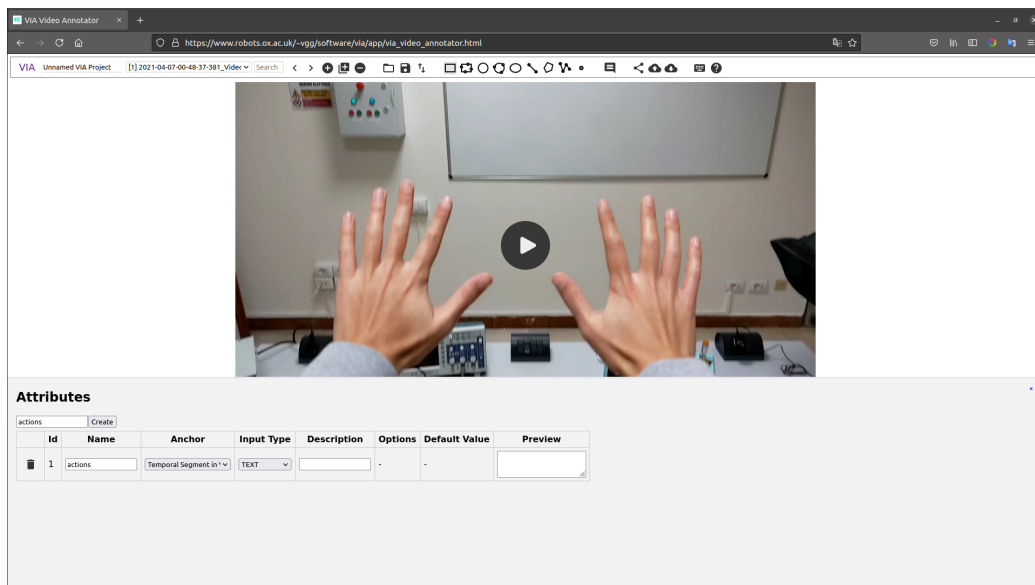 VIA Video Annotator
https://www.robots.ox.ac.uk/~vgg/software/via/app/via_video_annotator.html
VIA Unnamed VIA Project [1] 2021-04-07-00-48-37-381_Videc Search
Attributes
actions Create
Id Name Anchor Input Type Description Options Default Value Preview
1 actions Temporal Segment in TEXT - -